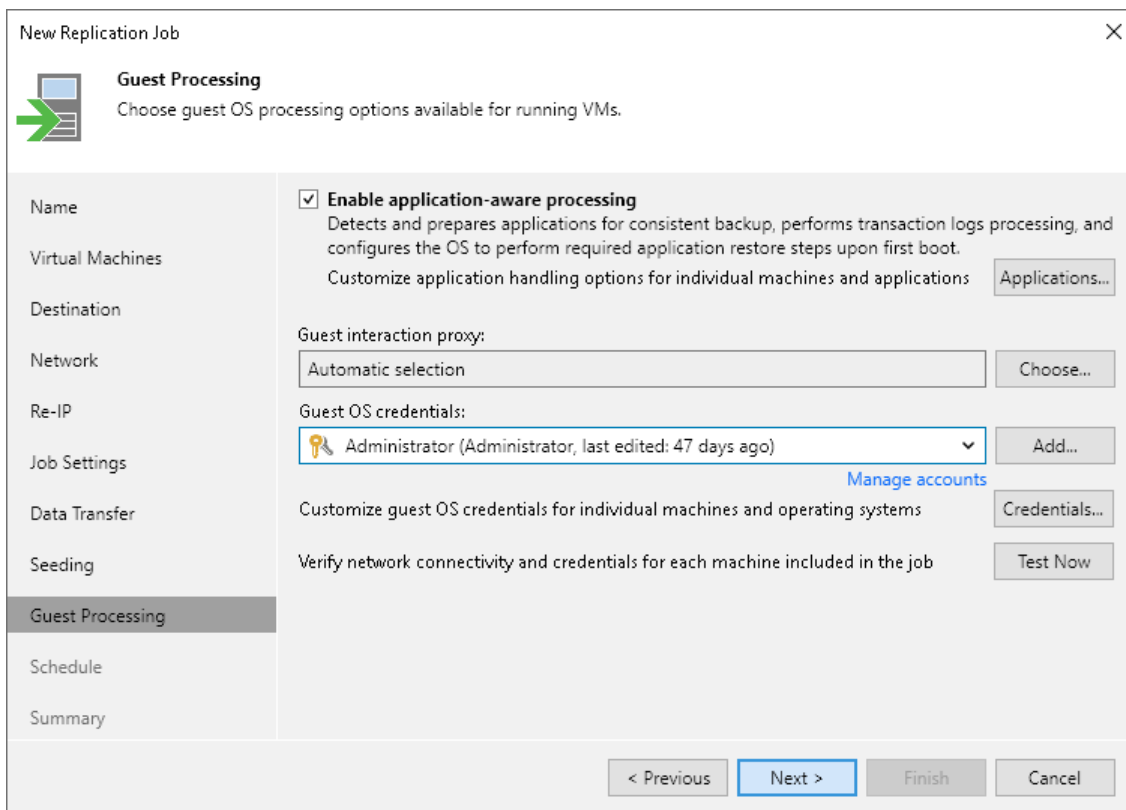 New Replication Job
Guest Processing
Choose guest OS processing options available for running VMs.
Name
Virtual Machines
Destination
Network
Re-IP
Job Settings
Data Transfer
Seeding
Guest Processing
Schedule
Summary
Enable application-aware processing
Detects and prepares applications for consistent backup, performs transaction logs processing, and
configures the OS to perform required application restore steps upon first boot.
Customize application handling options for individual machines and applications
Applications...
Guest interaction proxy:
Automatic selection
Choose...
Guest OS credentials:
Administrator (Administrator, last edited: 47 days ago)
Add...
Manage accounts
Customize guest OS credentials for individual machines and operating systems
Credentials...
Verify network connectivity and credentials for each machine included in the job
Test Now
< Previous
Next >
Finish
Cancel